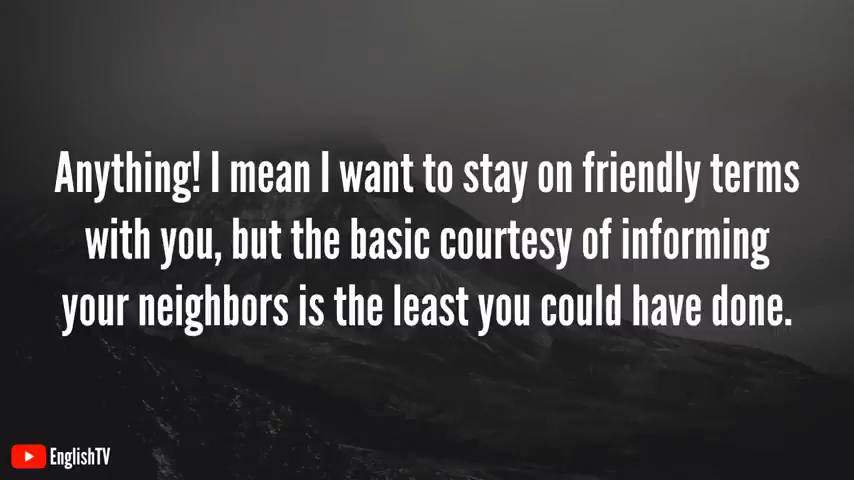 Anything! I mean I want to stay on friendly terms
with you, but the basic courtesy of informing
your neighbors is the least you could have done.
EnglishTV